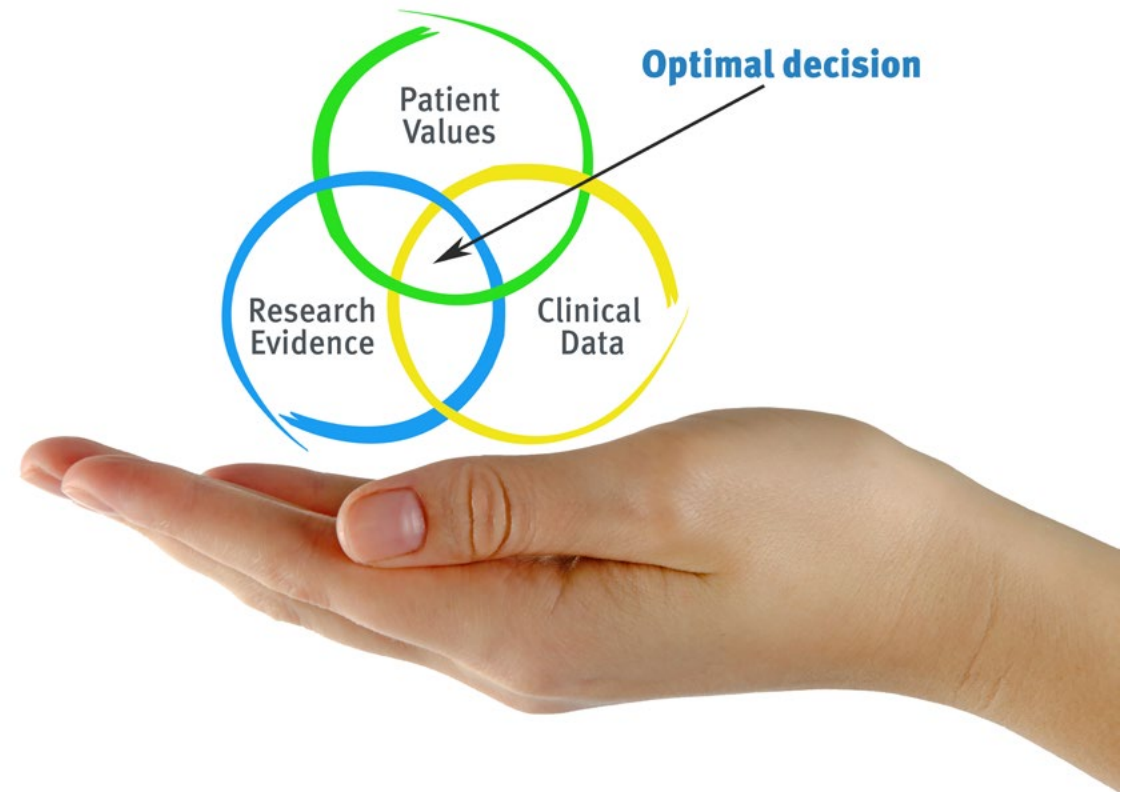 Optimal decision
Patient
Values
Research
Evidence
Clinical
Data